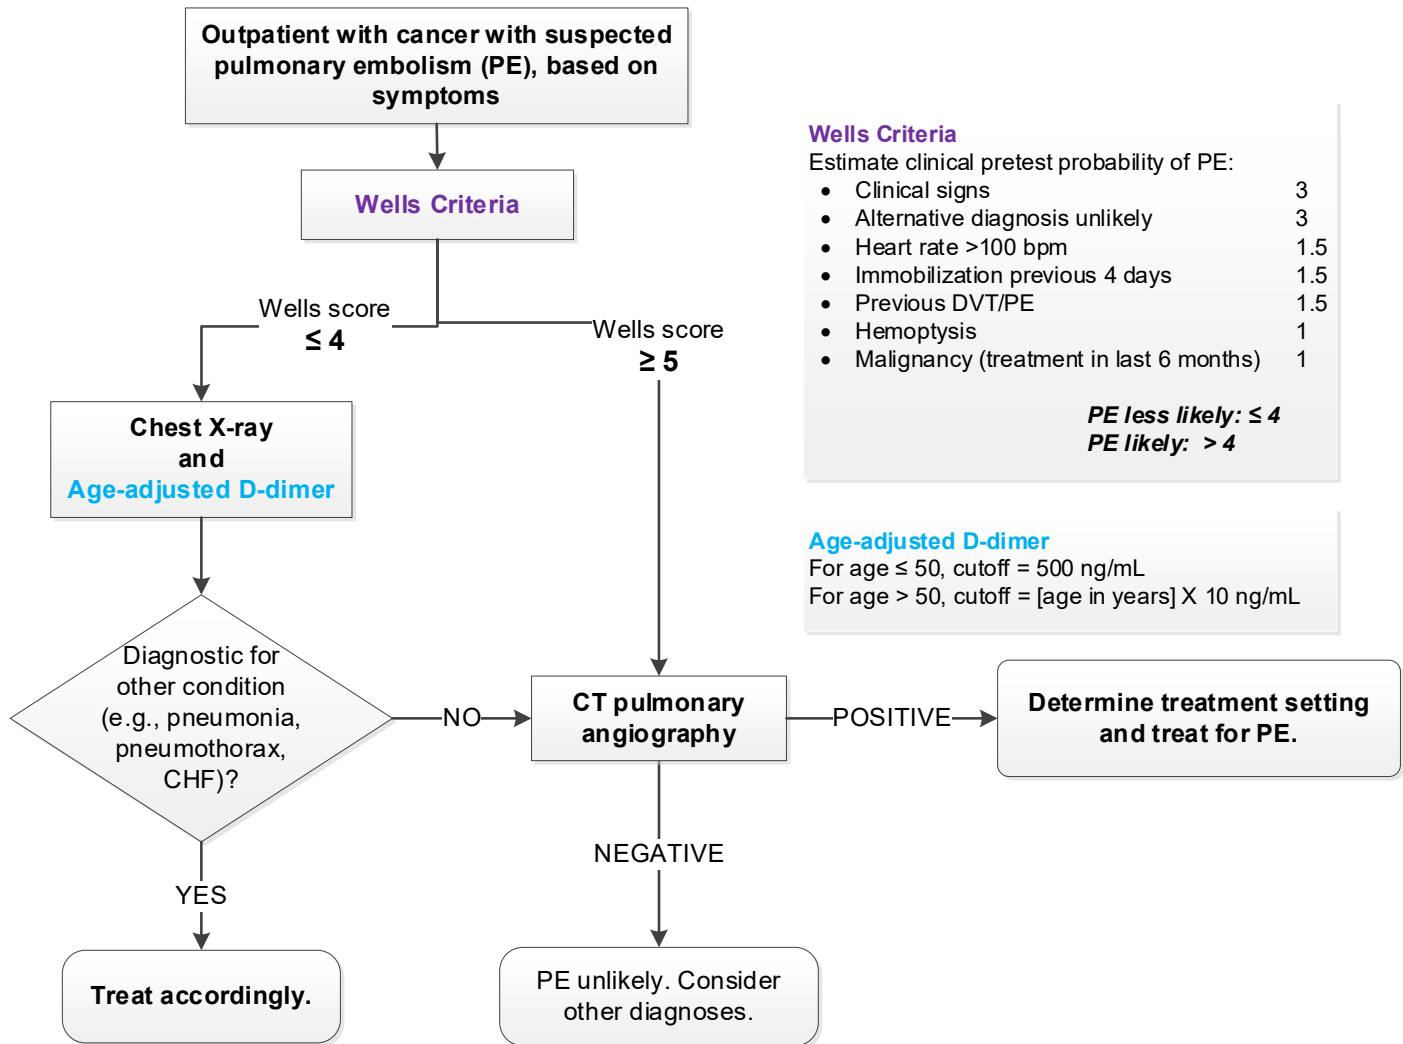 Outpatient with cancer with suspected
pulmonary embolism (PE), based on
symptoms
Wells Criteria
Wells score
≤ 4
Wells score
≥ 5
Chest X-ray
and
Age-adjusted D-dimer
Diagnostic for
other condition
(e.g., pneumonia,
pneumothorax,
CHF)?
NO
YES
Treat accordingly.
CT pulmonary
angiography
POSITIVE
NEGATIVE
PE unlikely. Consider
other diagnoses.
Determine treatment setting
and treat for PE.
Wells Criteria
Estimate clinical pretest probability of PE:
• Clinical signs 3
• Alternative diagnosis unlikely 3
• Heart rate >100 bpm 1.5
• Immobilization previous 4 days 1.5
• Previous DVT/PE 1.5
• Hemoptysis 1
• Malignancy (treatment in last 6 months) 1
PE less likely: ≤ 4
PE likely: > 4
Age-adjusted D-dimer
For age ≤ 50, cutoff = 500 ng/mL
For age > 50, cutoff = [age in years] X 10 ng/mL